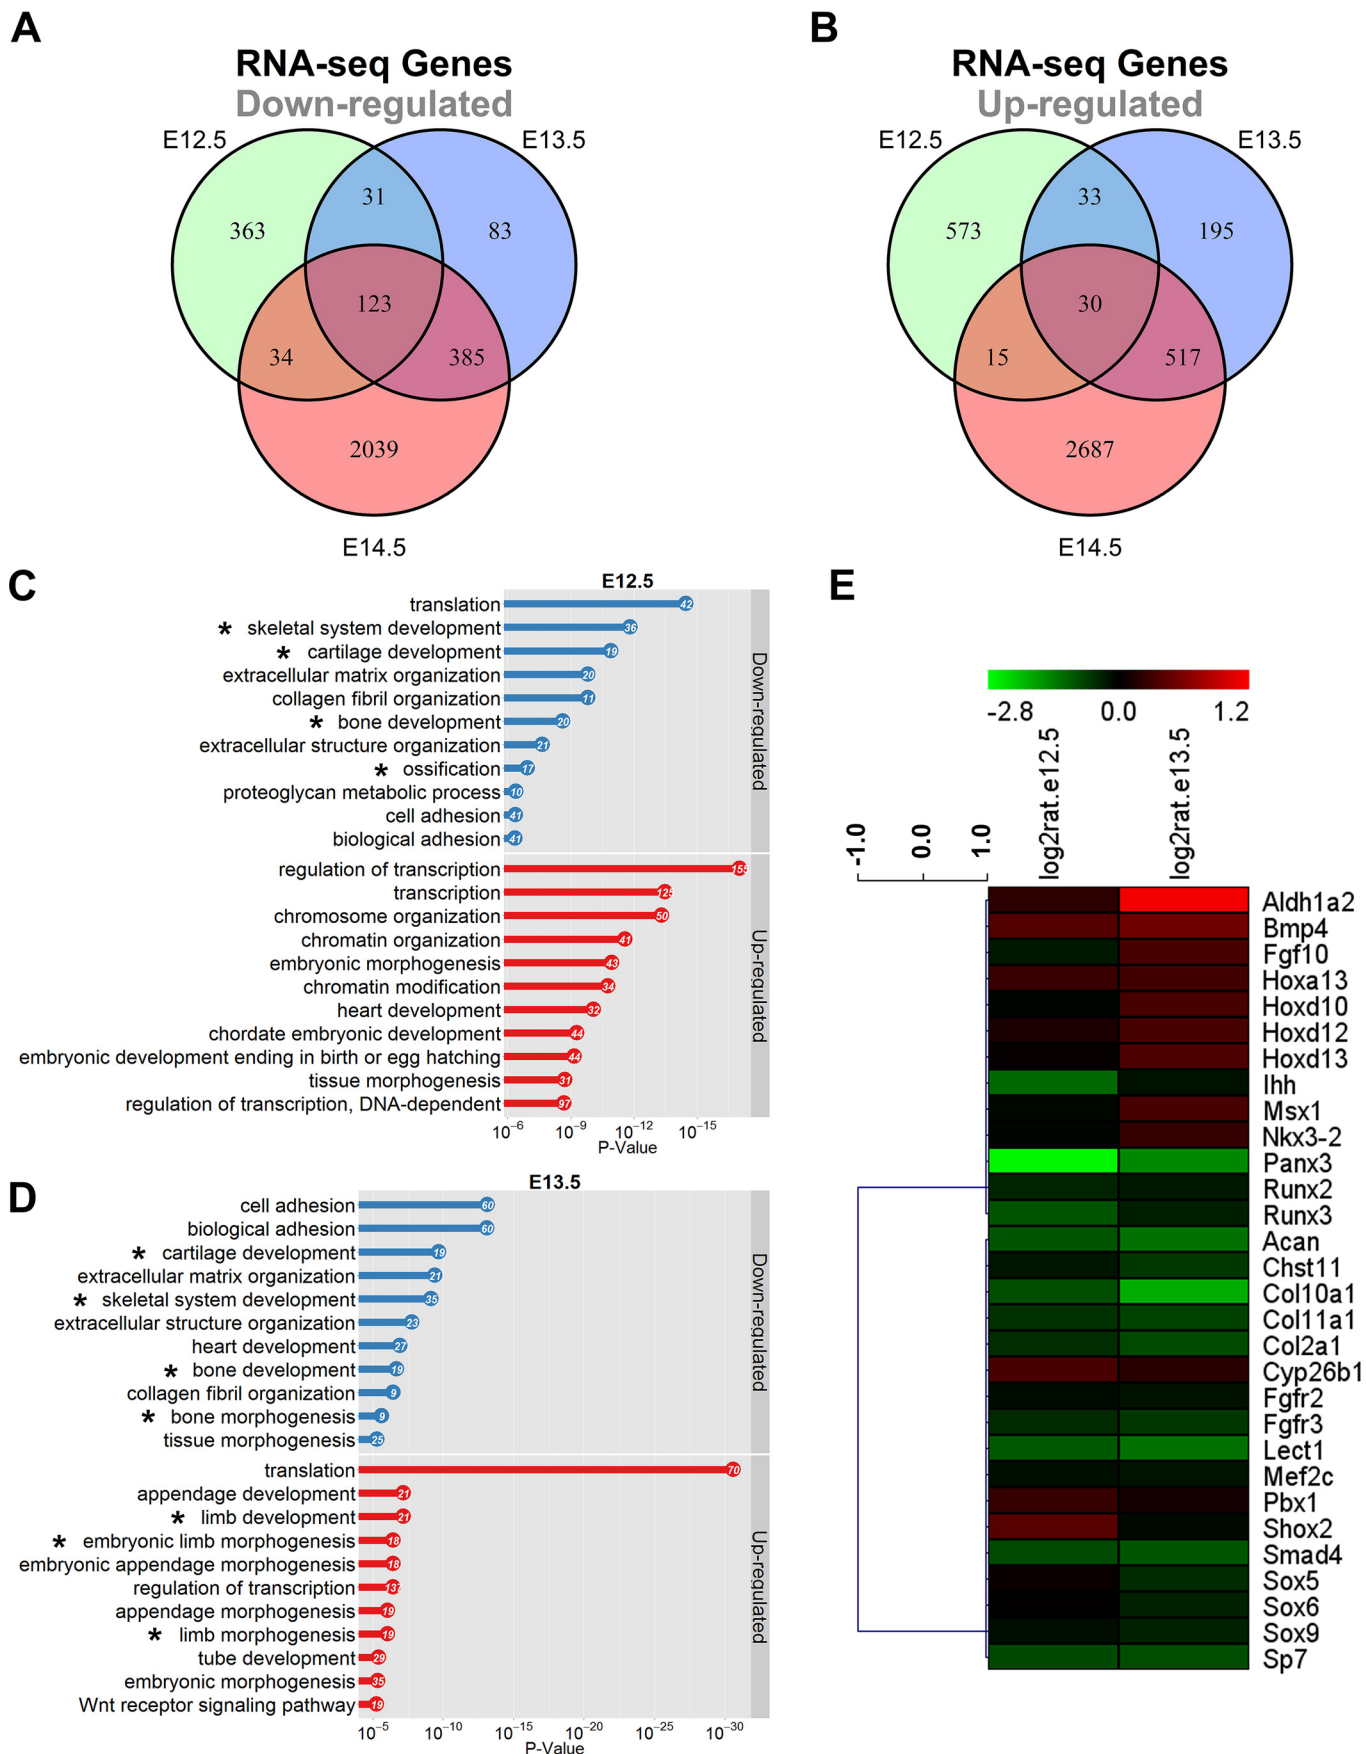 A
RNA-seq Genes
Down-regulated
E12.5
E13.5
31
363
83
123
34
385
2039
E14.5
B
RNA-seq Genes
Up-regulated
E12.5
E13.5
33
573
195
30
15
517
2687
E14.5
C
E12.5
translation 42
* skeletal system development 36
* cartilage development 19
extracellular matrix organization 20
collagen fibril organization 11
* bone development 20
extracellular structure organization 21
* ossification 17
proteoglycan metabolic process 10
cell adhesion 41
biological adhesion 41
Down-regulated
regulation of transcription 155
transcription 125
chromosome organization 50
chromatin organization 41
embryonic morphogenesis 43
chromatin modification 34
heart development 32
chordate embryonic development 44
embryonic development ending in birth or egg hatching 44
tissue morphogenesis 31
regulation of transcription, DNA-dependent 97
Up-regulated
10−6 10−9 10−12 10−15
P-Value
D
E13.5
cell adhesion 60
biological adhesion 60
* cartilage development 19
extracellular matrix organization 21
* skeletal system development 35
extracellular structure organization 23
heart development 27
* bone development 19
collagen fibril organization 9
* bone morphogenesis 9
tissue morphogenesis 25
Down-regulated
translation 70
appendage development 21
* limb development 21
* embryonic limb morphogenesis 18
embryonic appendage morphogenesis 18
regulation of transcription 137
appendage morphogenesis 19
* limb morphogenesis 19
tube development 29
embryonic morphogenesis 35
Wnt receptor signaling pathway 19
Up-regulated
10−5 10−10 10−15 10−20 10−25 10−30
P-Value
E
-2.8 0.0 1.2
-1.0 0.0 1.0
log2rat.e12.5
log2rat.e13.5
Aldh1a2
Bmp4
Fgf10
Hoxa13
Hoxd10
Hoxd12
Hoxd13
Ihh
Msx1
Nkx3-2
Panx3
Runx2
Runx3
Acan
Chst11
Col10a1
Col11a1
Col2a1
Cyp26b1
Fgfr2
Fgfr3
Lect1
Mef2c
Pbx1
Shox2
Smad4
Sox5
Sox6
Sox9
Sp7